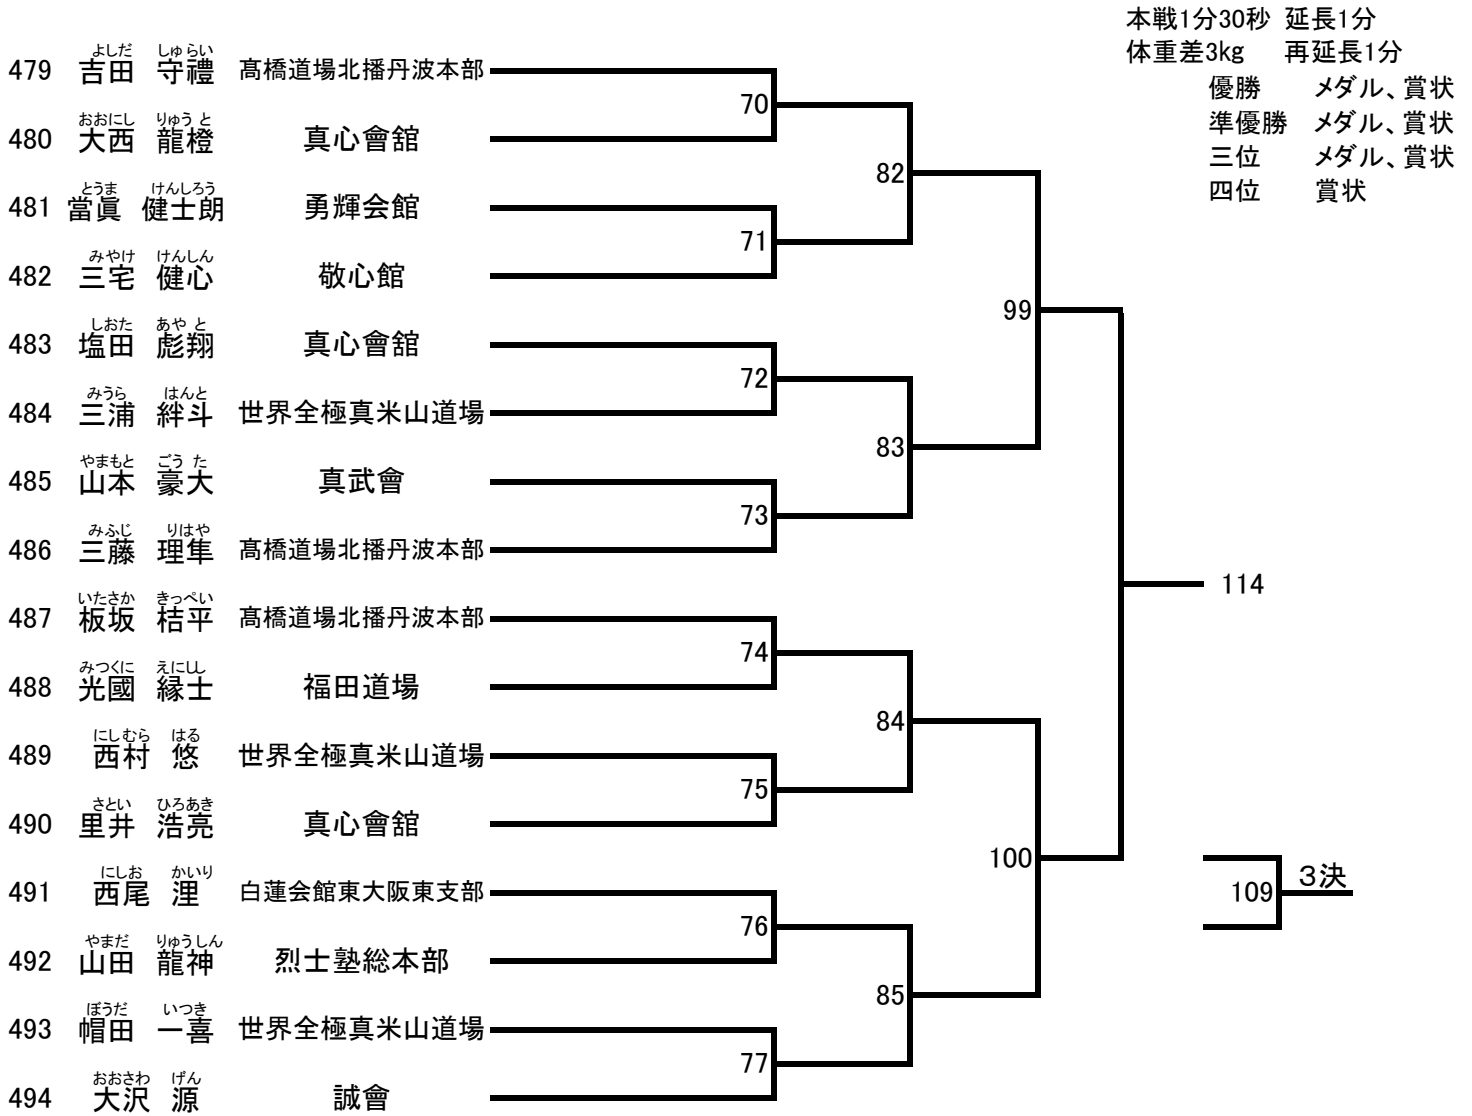 本戦1分30秒 延長1分
体重差3kg 再延長1分
優勝 メダル、賞状
準優勝 メダル、賞状
三位 メダル、賞状
四位 賞状
よしだ しゅらい
479 吉田 守禮 髙橋道場北播丹波本部
70
おおにし りゅうと
480 大西 龍橙 真心會舘
82
とうま けんしろう
481 當眞 健士朗 勇輝会館
71
みやけ けんしん
482 三宅 健心 敬心館
99
しおた あやと
483 塩田 彪翔 真心會舘
72
みうら はんと
484 三浦 絆斗 世界全極真米山道場
83
やまもと ごうた
485 山本 豪大 真武會
73
みふじ りはや
486 三藤 理隼 髙橋道場北播丹波本部
114
いたさか きっぺい
487 板坂 桔平 髙橋道場北播丹波本部
74
みつくに えにしし
488 光國 縁士 福田道場
84
にしむら はる
489 西村 悠 世界全極真米山道場
75
さとい ひろあき
490 里井 浩亮 真心會舘
100
にしお かいり
491 西尾 浬 白蓮会館東大阪東支部
109 3決
76
やまだ りゅうしん
492 山田 龍神 烈士塾総本部
85
ぼうだ いつき
493 帽田 一喜 世界全極真米山道場
77
おおさわ げん
494 大沢 源 誠會